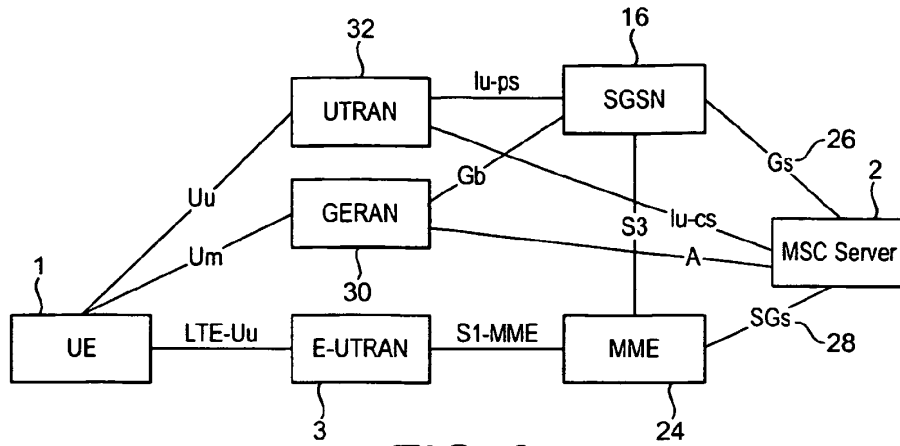 32
16
UTRAN
Iu-ps
SGSN
Gs
26
2
Uu
Gb
GERAN
Um
S3
Iu-cs
A
MSC Server
1
30
UE
LTE-Uu
E-UTRAN
S1-MME
MME
SGs
28
3
24